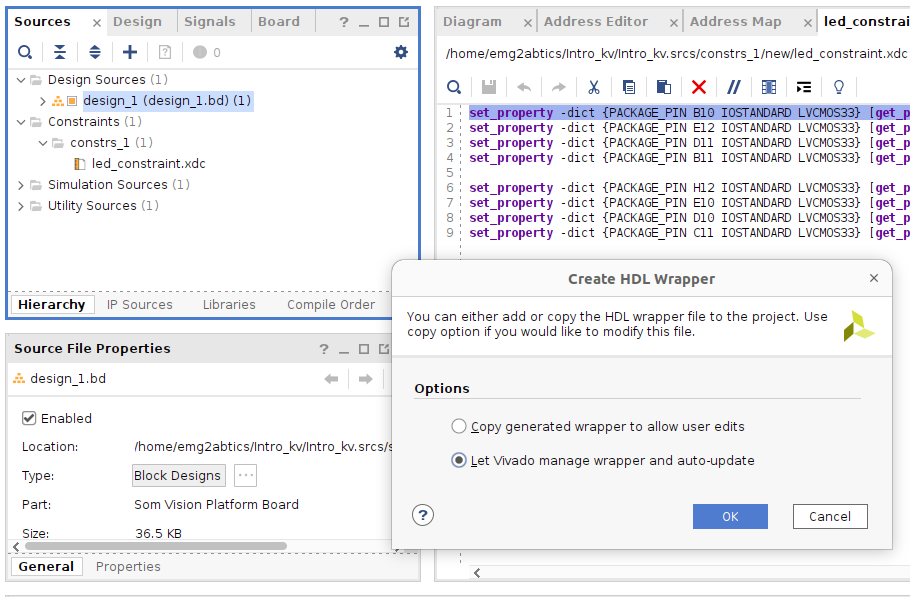 Sources
Design
Signals
Board
0
Design Sources (1)
design_1 (design_1.bd) (1)
Constraints (1)
constrs_1 (1)
led_constraint.xdc
Simulation Sources (1)
Utility Sources (1)
Hierarchy
IP Sources
Libraries
Compile Order
Source File Properties
design_1.bd
Enabled
Location: /home/emg2abtics/Intro_kv/Intro_kv.srcs/s
Type: Block Designs
Part: Som Vision Platform Board
Size: 36.5 KB
General
Properties
Diagram
Address Editor
Address Map
led_constrai
/home/emg2abtics/Intro_kv/Intro_kv.srcs/constrs_1/new/led_constraint.xdc
1 set_property -dict {PACKAGE_PIN B10 IOSTANDARD LVCMOS33} [get_p
2 set_property -dict {PACKAGE_PIN E12 IOSTANDARD LVCMOS33} [get_p
3 set_property -dict {PACKAGE_PIN D11 IOSTANDARD LVCMOS33} [get_p
4 set_property -dict {PACKAGE_PIN B11 IOSTANDARD LVCMOS33} [get_p
5
6 set_property -dict {PACKAGE_PIN H12 IOSTANDARD LVCMOS33} [get_p
7 set_property -dict {PACKAGE_PIN E10 IOSTANDARD LVCMOS33} [get_p
8 set_property -dict {PACKAGE_PIN D10 IOSTANDARD LVCMOS33} [get_p
9 set_property -dict {PACKAGE_PIN C11 IOSTANDARD LVCMOS33} [get_p
Create HDL Wrapper
You can either add or copy the HDL wrapper file to the project. Use
copy option if you would like to modify this file.
Options
Copy generated wrapper to allow user edits
Let Vivado manage wrapper and auto-update
OK
Cancel